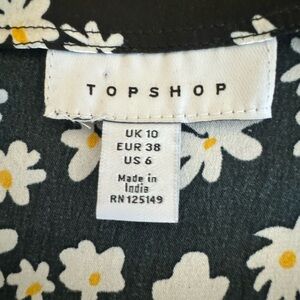 TOPSHOP
UK 10
EUR 38
US 6
Made in
India
RN 125149